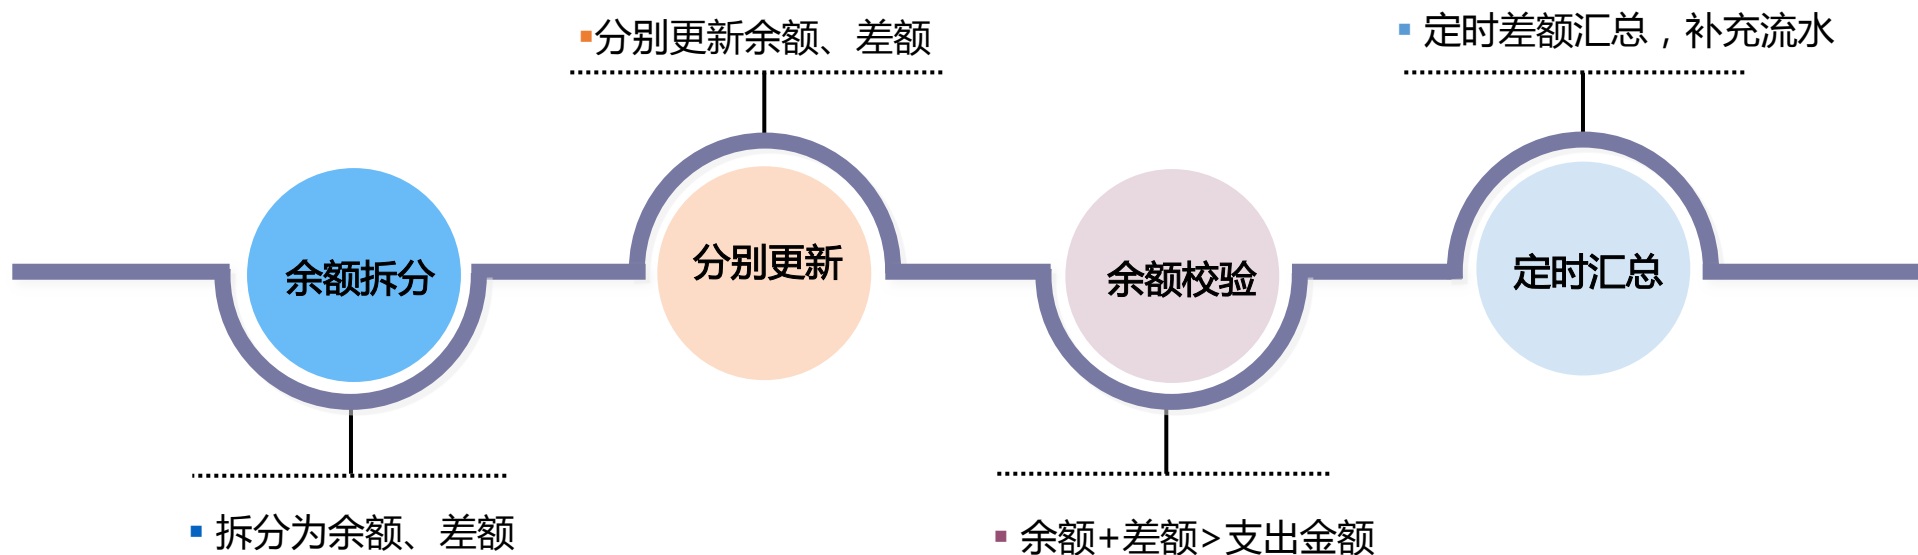 ▪分别更新余额、差额
▪ 定时差额汇总，补充流水
余额拆分
分别更新
余额校验
定时汇总
▪ 拆分为余额、差额
▪ 余额+差额>支出金额